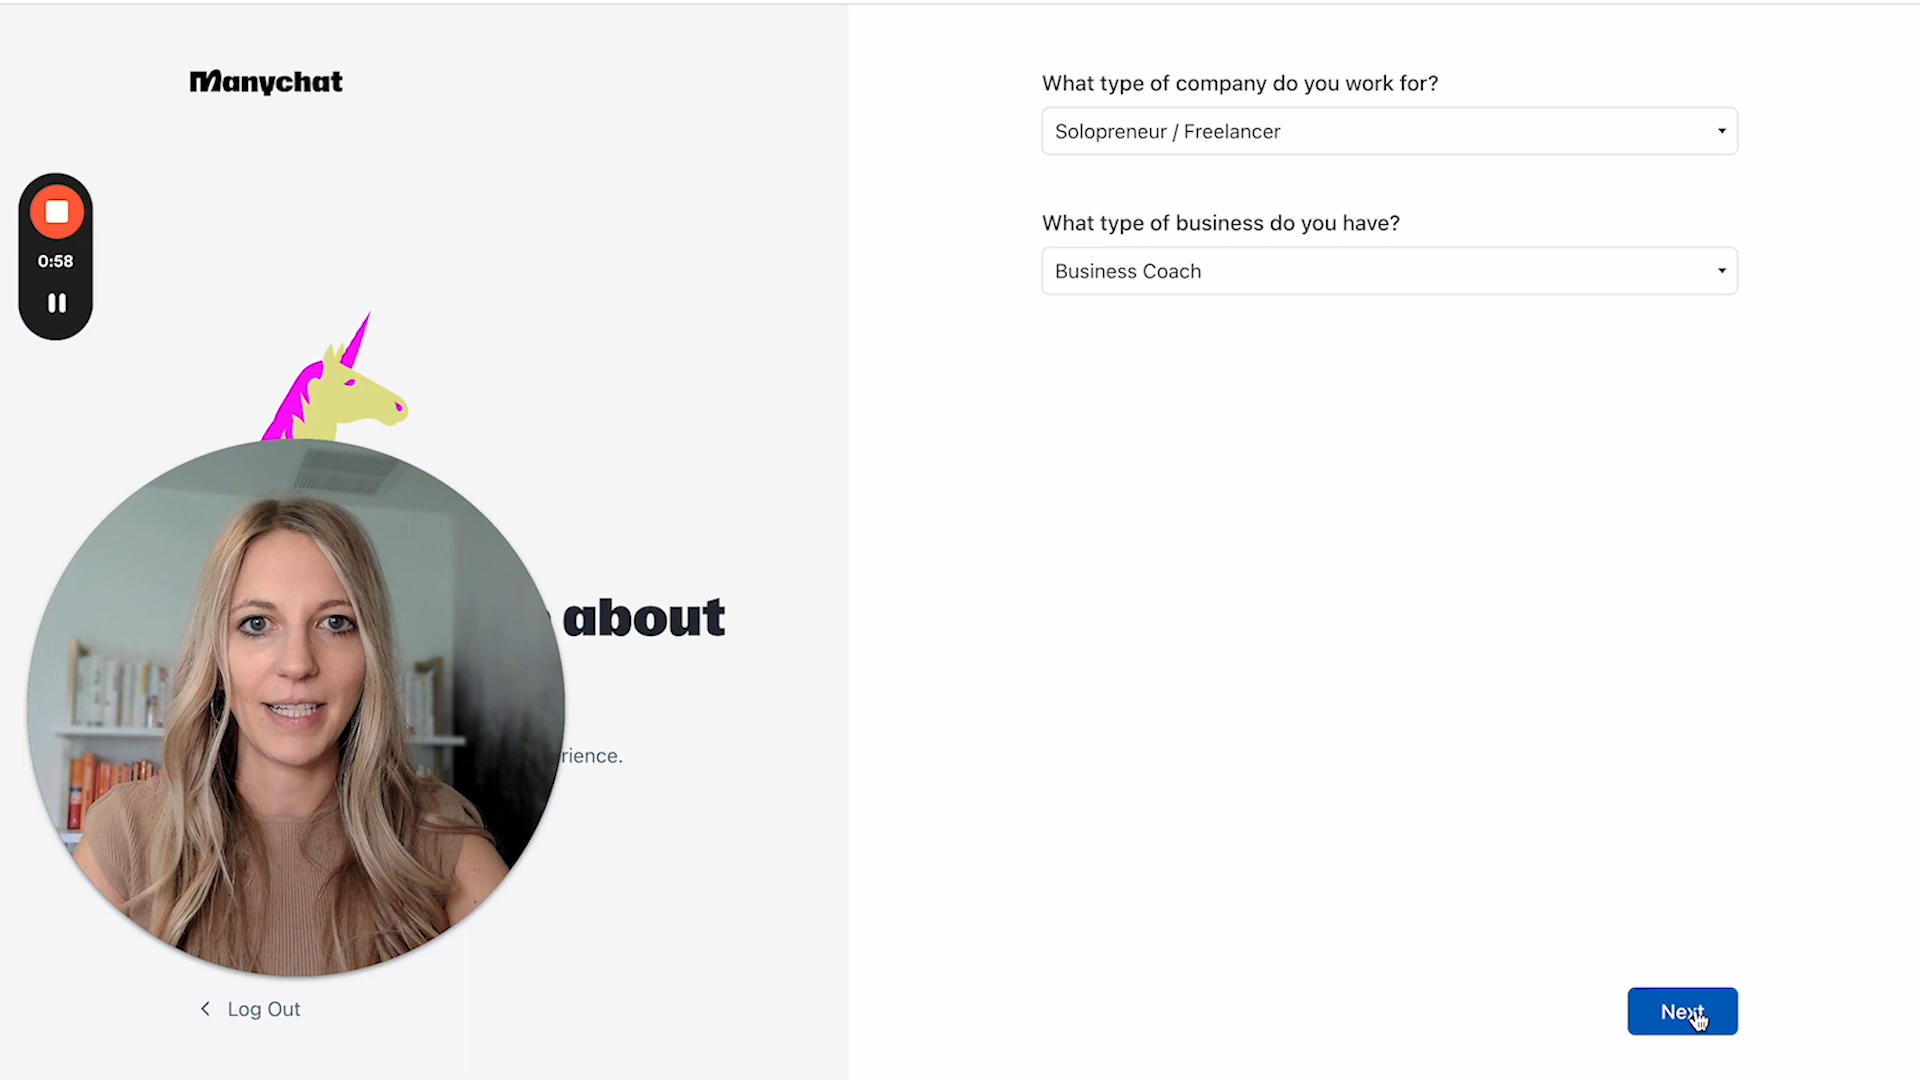 Manychat
What type of company do you work for?
Solopreneur / Freelancer
0:58
What type of business do you have?
Business Coach
about
rience.
Log Out
Next